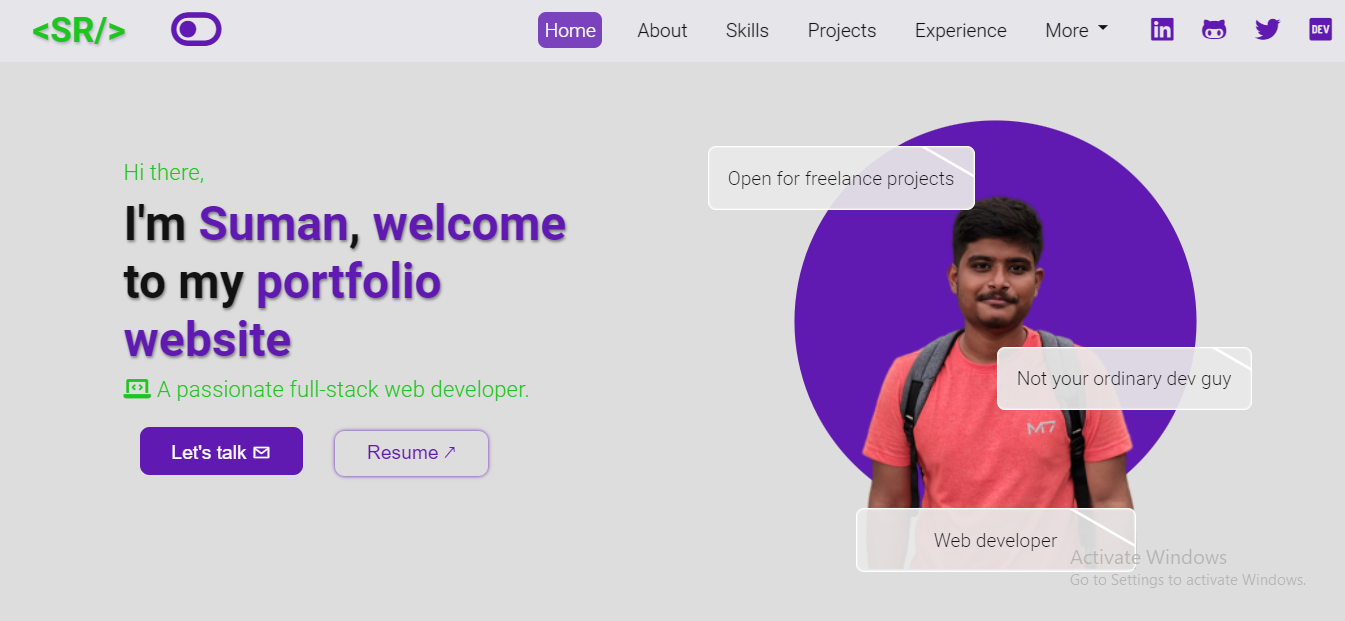 <SR/>
Home About Skills Projects Experience More DEV
Hi there,
I'm Suman, welcome
to my portfolio
website
A passionate full-stack web developer.
Let's talk
Resume ↗
Open for freelance projects
Not your ordinary dev guy
M7
Web developer
Activate Windows
Go to Settings to activate Windows.